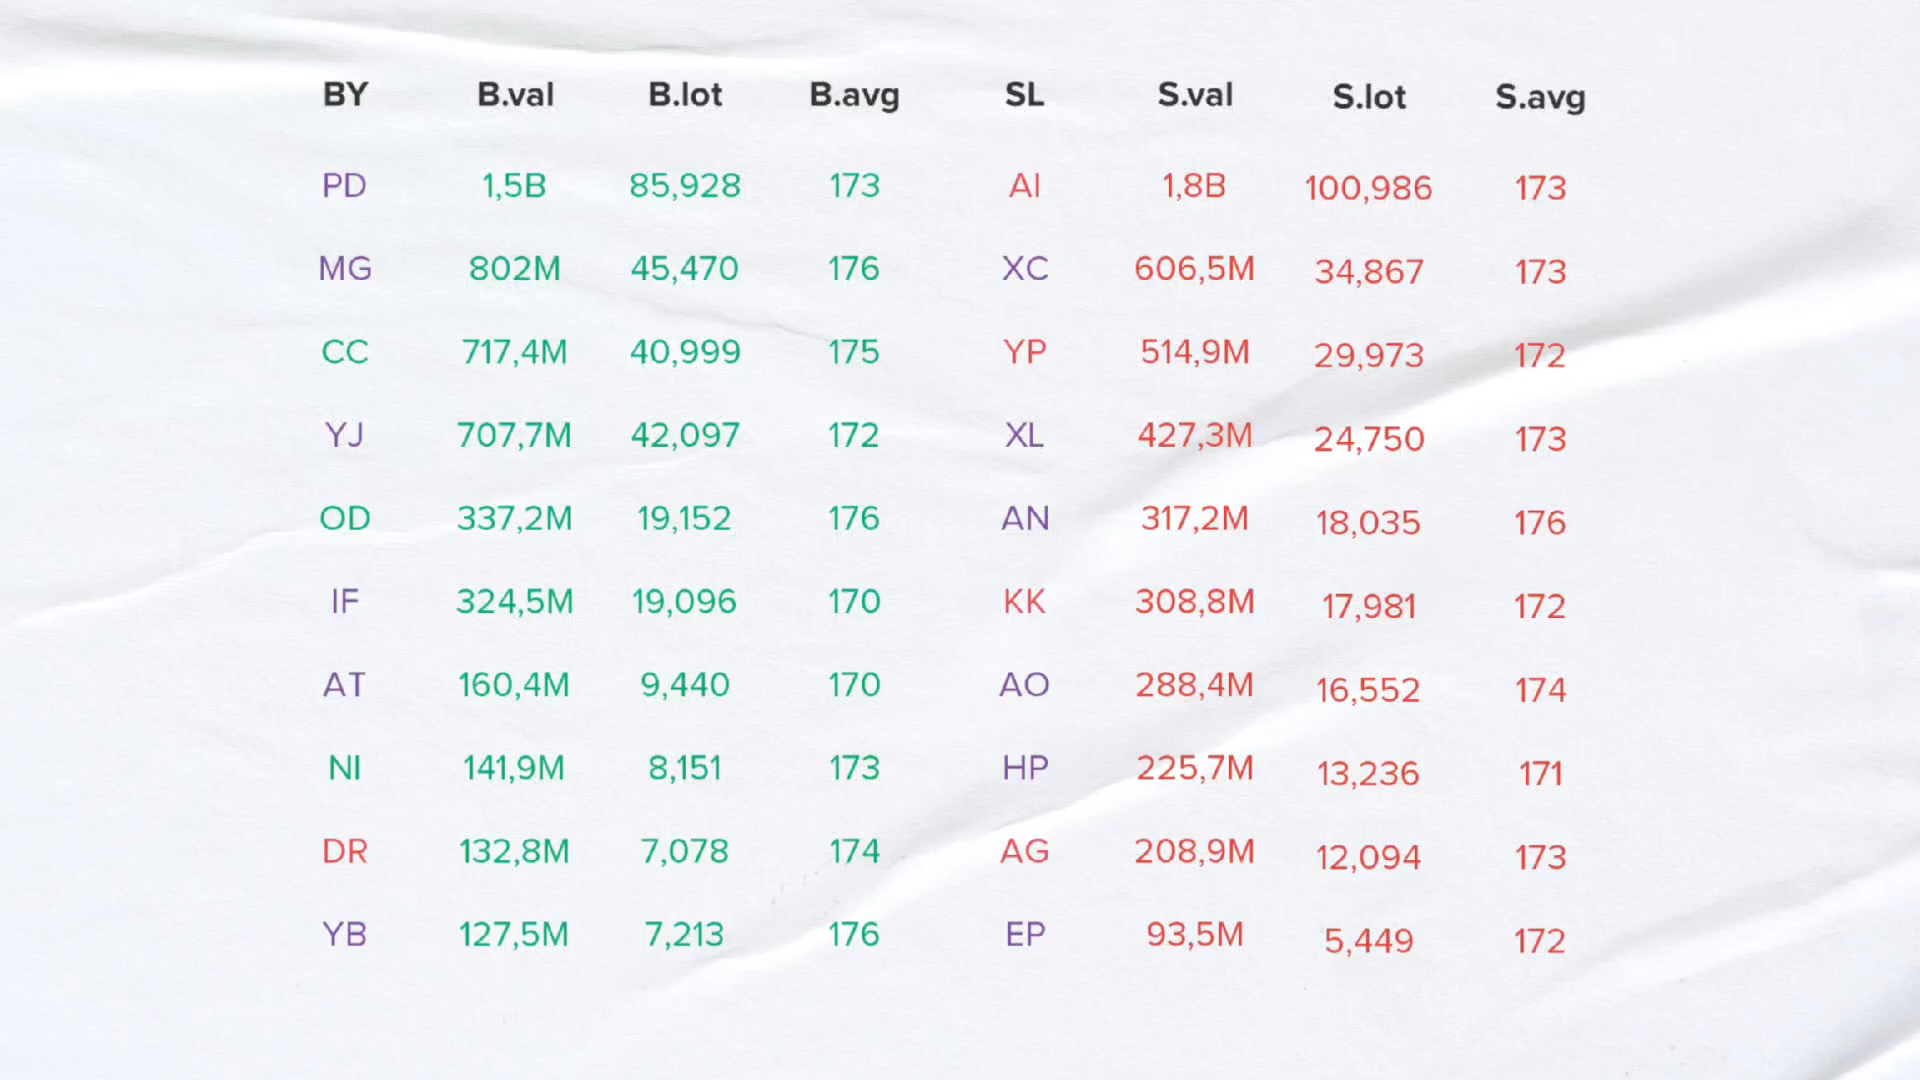 BY B.val B.lot B.avg SL S.val S.lot S.avg
PD 1,5B 85,928 173 AI 1,8B 100,986 173
MG 802M 45,470 176 XC 606,5M 34,867 173
CC 717,4M 40,999 175 YP 514,9M 29,973 172
YJ 707,7M 42,097 172 XL 427,3M 24,750 173
OD 337,2M 19,152 176 AN 317,2M 18,035 176
IF 324,5M 19,096 170 KK 308,8M 17,981 172
AT 160,4M 9,440 170 AO 288,4M 16,552 174
NI 141,9M 8,151 173 HP 225,7M 13,236 171
DR 132,8M 7,078 174 AG 208,9M 12,094 173
YB 127,5M 7,213 176 EP 93,5M 5,449 172